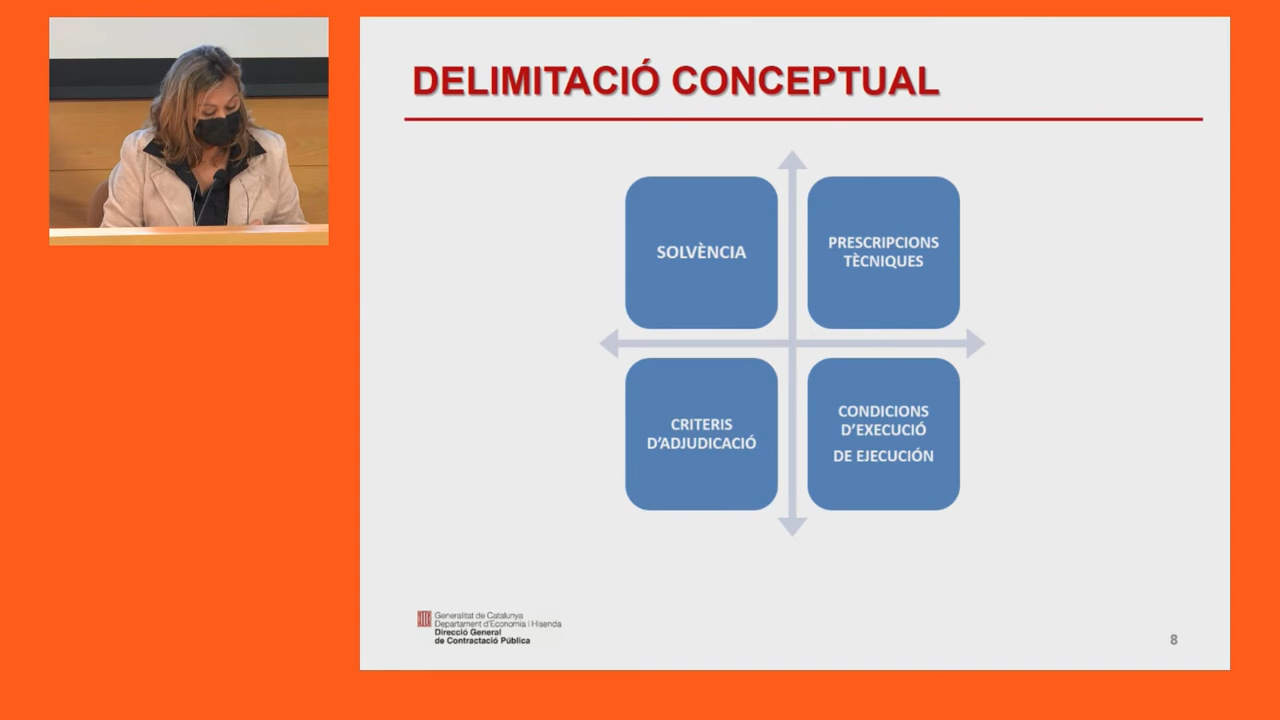 DELIMITACIÓ CONCEPTUAL
SOLVÈNCIA
PRESCRIPCIONS
TÈCNIQUES
CRITERIS
D'ADJUDICACIÓ
CONDICIONS
D'EXECUCIÓ
DE EJECUCIÓN
Generalitat de Catalunya
Departament d'Economia i Hisenda
Direcció General
de Contractació Pública
8